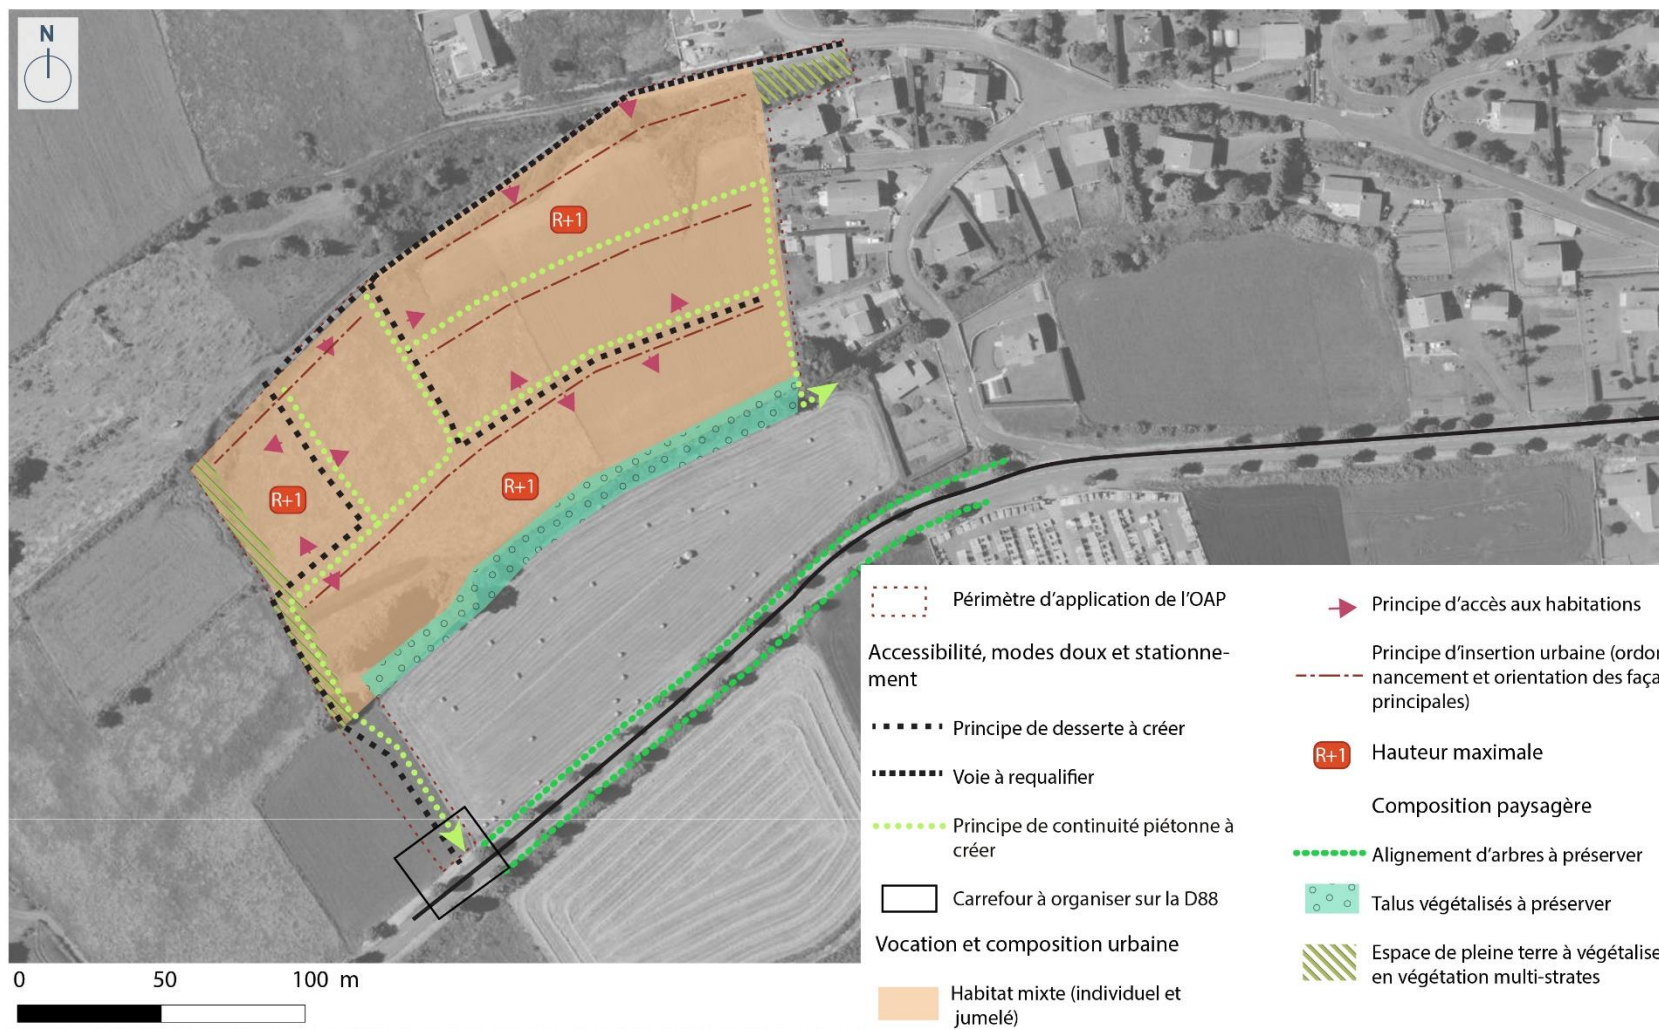 N
R+1
R+1
R+1
Périmètre d'application de l'OAP
Accessibilité, modes doux et stationne-
ment
Principe de desserte à créer
Voie à requalifier
Principe de continuité piétonne à
créer
Carrefour à organiser sur la D88
Vocation et composition urbaine
Habitat mixte (individuel et
jumelé)
Principe d'accès aux habitations
Principe d'insertion urbaine (ordon
nancement et orientation des faça
principales)
R+1 Hauteur maximale
Composition paysagère
Alignement d'arbres à préserver
Talus végétalisés à préserver
Espace de pleine terre à végétalise
en végétation multi-strates
0 50 100 m